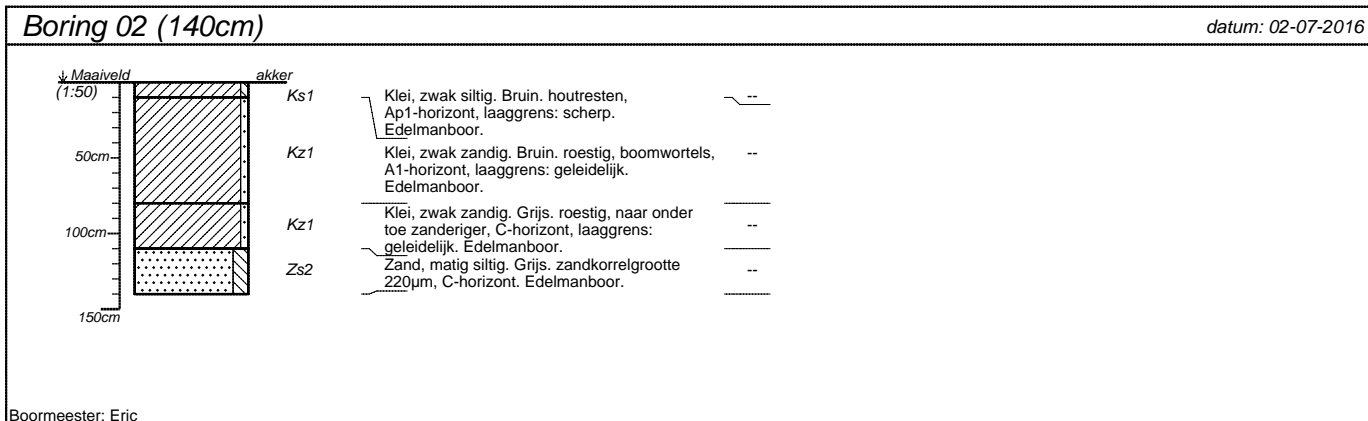 Boring 02 (140cm)
datum: 02-07-2016
Maaiveld
akker
(1:50)
Ks1
Klei, zwak siltig. Bruin. houtresten,
Ap1-horizont, laaggrens: scherp.
Edelmanboor.
--
50cm
Kz1
Klei, zwak zandig. Bruin. roestig, boomwortels,
A1-horizont, laaggrens: geleidelijk.
Edelmanboor.
--
100cm
Kz1
Klei, zwak zandig. Grijs. roestig, naar onder
toe zanderiger, C-horizont, laaggrens:
geleidelijk. Edelmanboor.
--
Zs2
Zand, matig siltig. Grijs. zandkorrelgrootte
220µm, C-horizont. Edelmanboor.
--
150cm
Boormeester: Eric